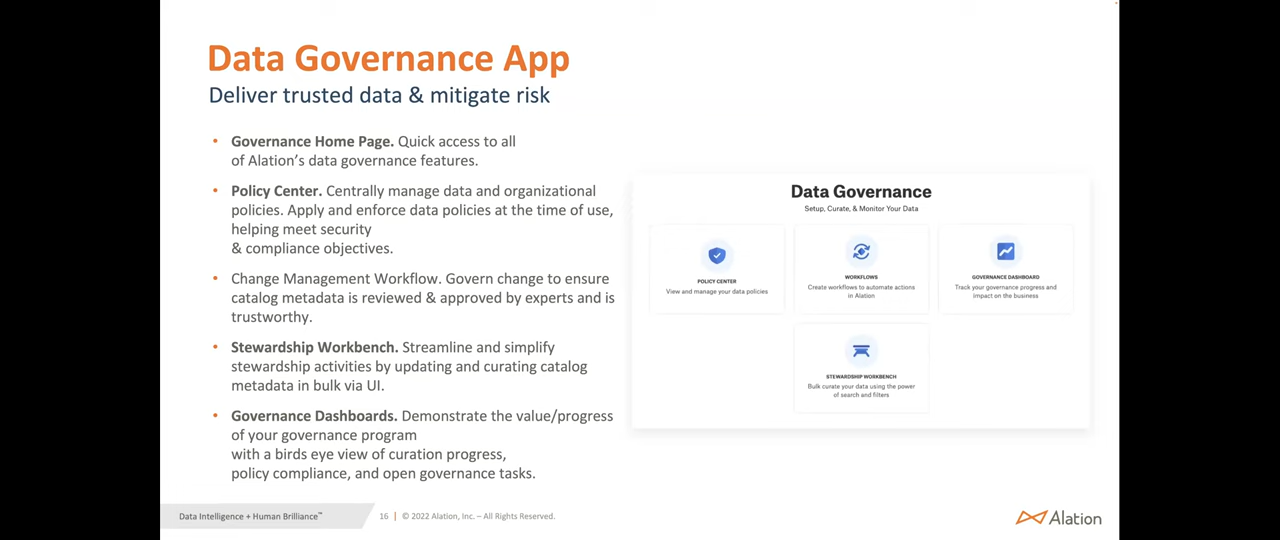 Data Governance App
Deliver trusted data & mitigate risk
• Governance Home Page. Quick access to all
of Alation’s data governance features.
• Policy Center. Centrally manage data and organizational
policies. Apply and enforce data policies at the time of use,
helping meet security
& compliance objectives.
• Change Management Workflow. Govern change to ensure
catalog metadata is reviewed & approved by experts and is
trustworthy.
• Stewardship Workbench. Streamline and simplify
stewardship activities by updating and curating catalog
metadata in bulk via UI.
• Governance Dashboards. Demonstrate the value/progress
of your governance program
with a birds eye view of curation progress,
policy compliance, and open governance tasks.
Data Governance
Setup, Curate, & Monitor Your Data
POLICY CENTER
View and manage your data policies
WORKFLOWS
Create workflows to automate actions
in Alation
GOVERNANCE DASHBOARD
Track your governance progress and
impact on the business
STEWARDSHIP WORKBENCH
Bulk curate your data using the power
of search and filters
Data Intelligence + Human Brilliance™
16 | © 2022 Alation, Inc. – All Rights Reserved.
Alation